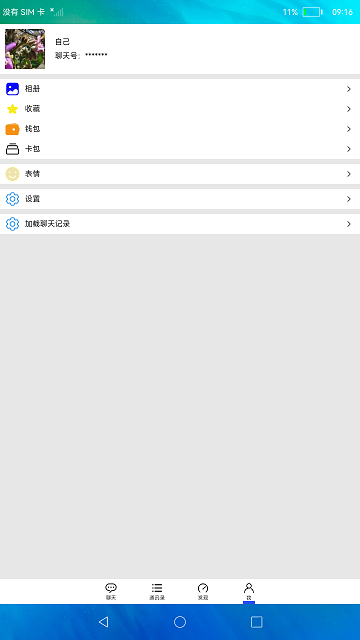 没有 SIM 卡
11%
09:16
自己
聊天号：*******
相册
收藏
钱包
卡包
表情
设置
加载聊天记录
聊天
通讯录
发现
我